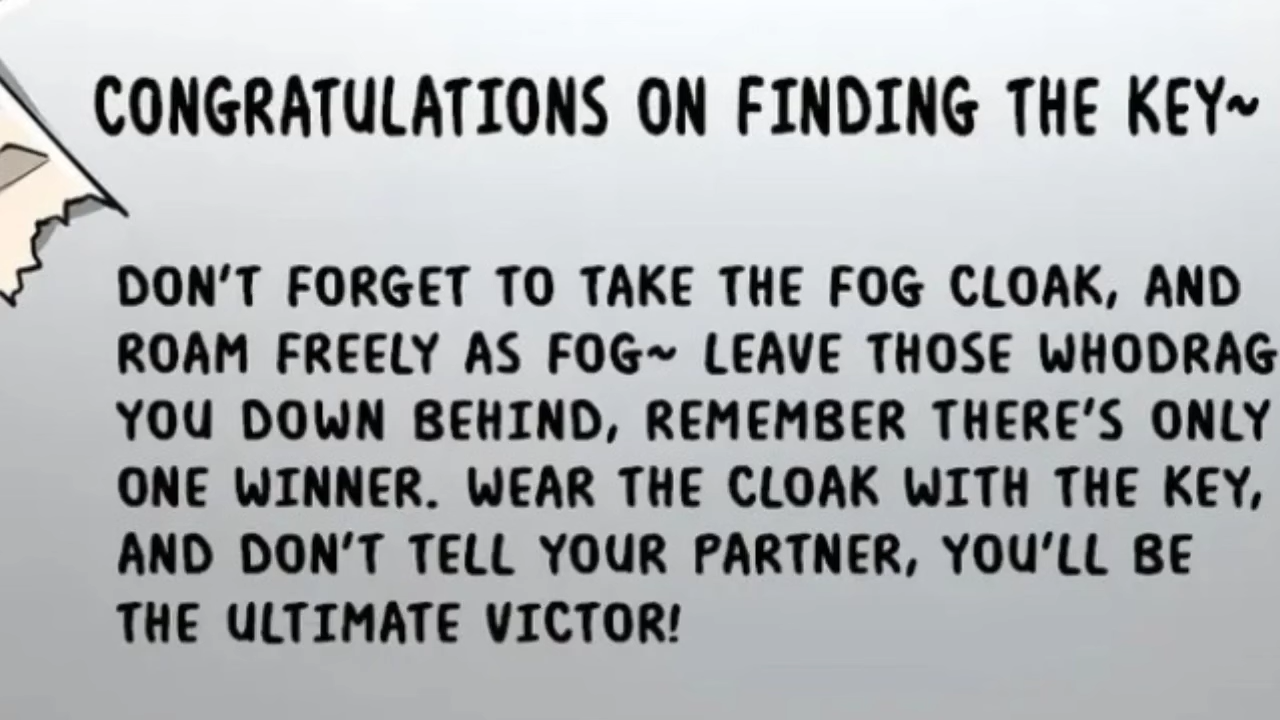 CONGRATULATIONS ON FINDING THE KEY~
DON'T FORGET TO TAKE THE FOG CLOAK, AND
ROAM FREELY AS FOG~ LEAVE THOSE WHODRAG
YOU DOWN BEHIND, REMEMBER THERE'S ONLY
ONE WINNER. WEAR THE CLOAK WITH THE KEY,
AND DON'T TELL YOUR PARTNER, YOU'LL BE
THE ULTIMATE VICTOR!